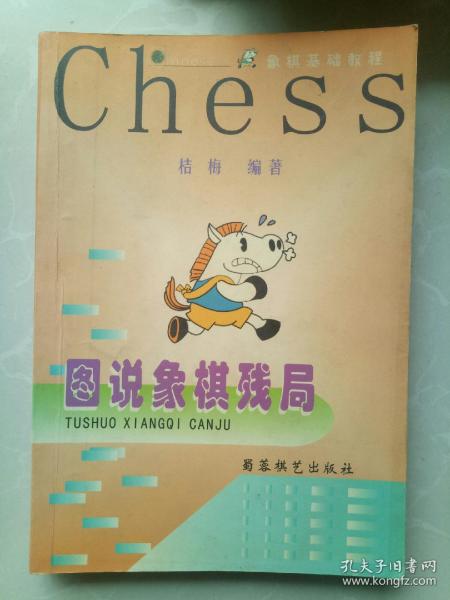 象棋基础教程
Chess
桔梅 编著
图说象棋残局
TUSHUO XIANGQI CANJU
蜀蓉棋艺出版社
孔夫子旧书网
www.kongfz.com